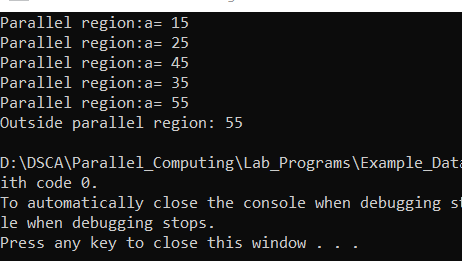 Parallel region:a= 15
Parallel region:a= 25
Parallel region:a= 45
Parallel region:a= 35
Parallel region:a= 55
Outside parallel region: 55
D:\DSCA\Parallel_Computing\Lab_Programs\Example_Data
ith code 0.
To automatically close the console when debugging st
le when debugging stops.
Press any key to close this window . . .